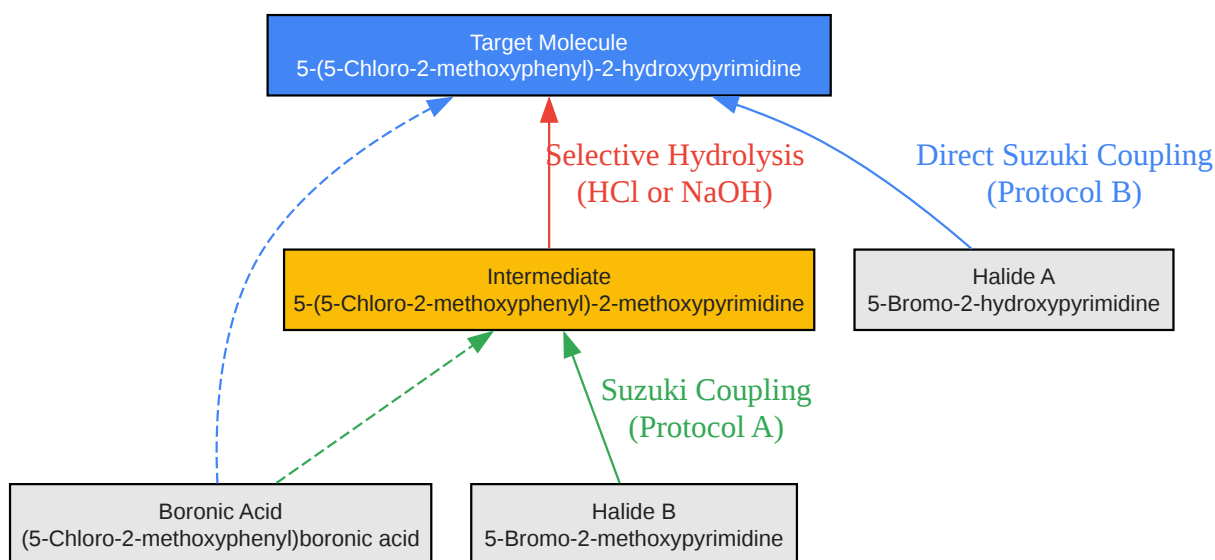 Target Molecule
5-(5-Chloro-2-methoxyphenyl)-2-hydroxypyrimidine
Selective Hydrolysis
(HCl or NaOH)
Direct Suzuki Coupling
(Protocol B)
Intermediate
5-(5-Chloro-2-methoxyphenyl)-2-methoxypyrimidine
Halide A
5-Bromo-2-hydroxypyrimidine
Suzuki Coupling
(Protocol A)
Boronic Acid
(5-Chloro-2-methoxyphenyl)boronic acid
Halide B
5-Bromo-2-methoxypyrimidine